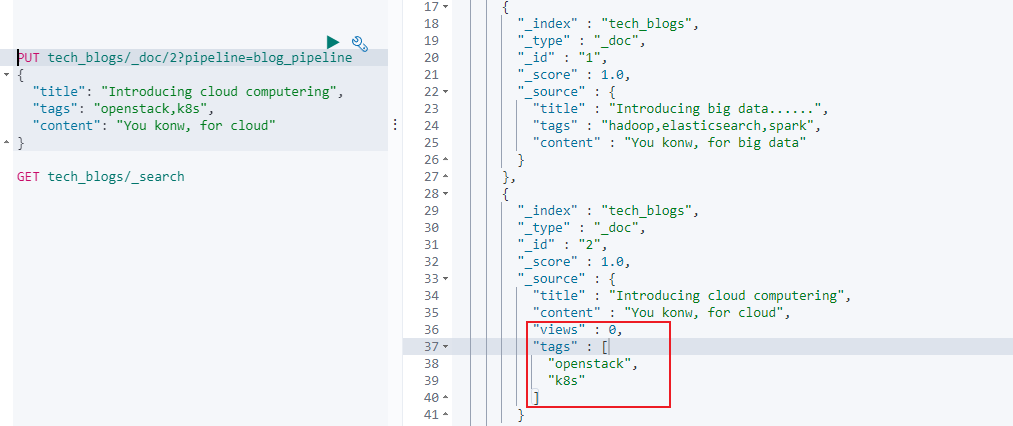 PUT tech_blogs/_doc/2?pipeline=blog_pipeline
{
  "title": "Introducing cloud computering",
  "tags": "openstack,k8s",
  "content": "You konw, for cloud"
}
GET tech_blogs/_search
17 {
18 "_index" : "tech_blogs",
19 "_type" : "_doc",
20 "_id" : "1",
21 "_score" : 1.0,
22 "_source" : {
23 "title" : "Introducing big data......",
24 "tags" : "hadoop,elasticsearch,spark",
25 "content" : "You konw, for big data"
26 }
27 },
28 {
29 "_index" : "tech_blogs",
30 "_type" : "_doc",
31 "_id" : "2",
32 "_score" : 1.0,
33 "_source" : {
34 "title" : "Introducing cloud computering",
35 "content" : "You konw, for cloud",
36 "views" : 0,
37 "tags" : [
38 "openstack",
39 "k8s"
40 ]
41 }